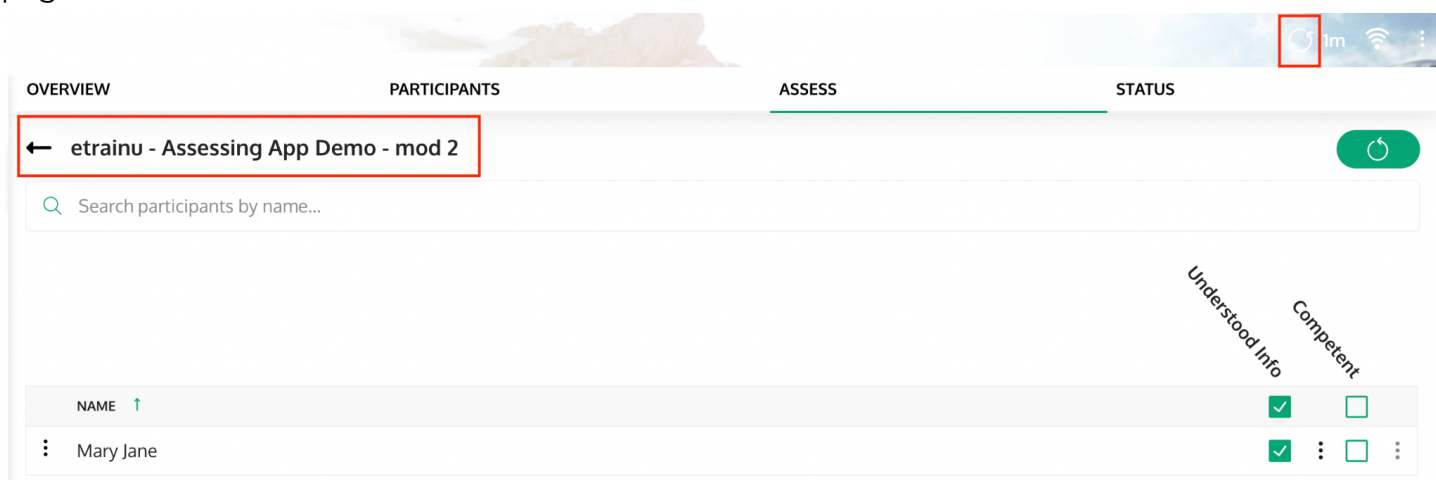 1m
OVERVIEW PARTICIPANTS ASSESS STATUS
etrainu - Assessing App Demo - mod 2
Search participants by name...
Understood Info
Competent
NAME
Mary Jane